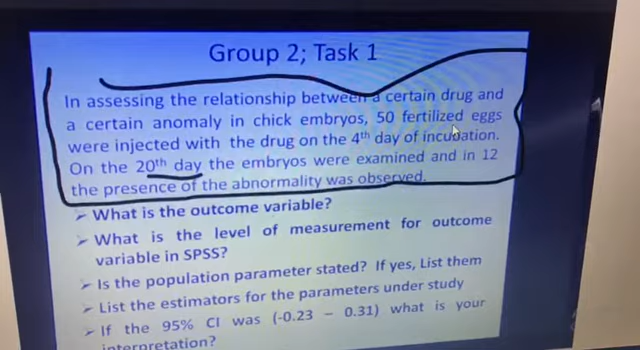 Group 2; Task 1
In assessing the relationship between a certain drug and
a certain anomaly in chick embryos, 50 fertilized eggs
were injected with the drug on the 4th day of incubation.
On the 20th day the embryos were examined and in 12
the presence of the abnormality was observed.
➢ What is the outcome variable?
➢ What is the level of measurement for outcome
variable in SPSS?
➢ Is the population parameter stated? If yes, List them
➢ List the estimators for the parameters under study
➢ If the 95% CI was (-0.23 – 0.31) what is your
interpretation?